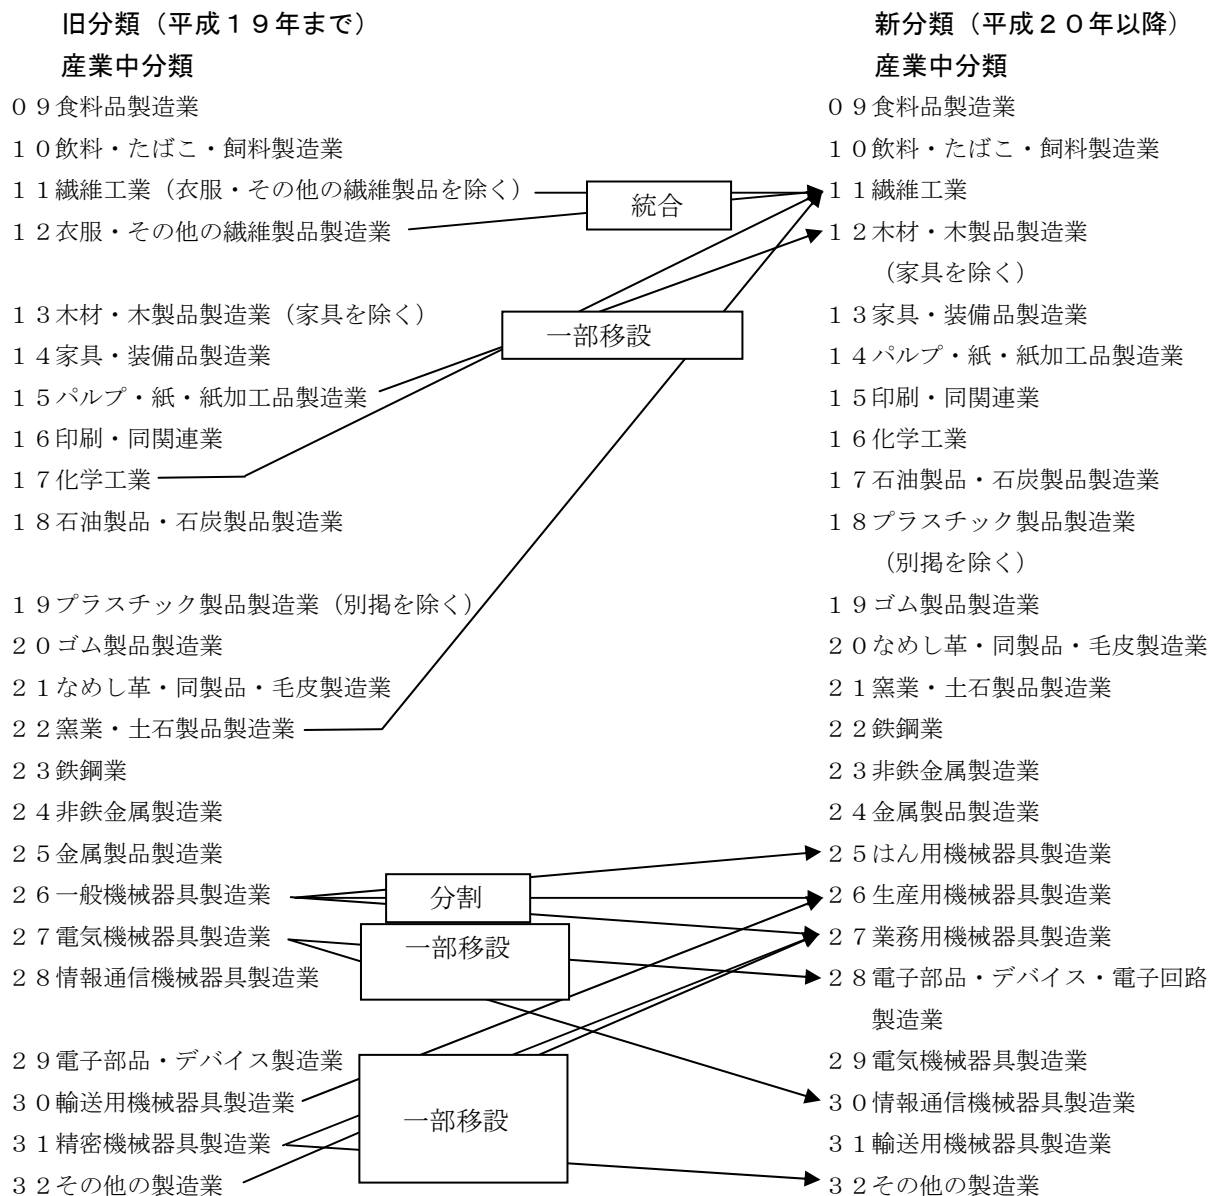 旧分類（平成１９年まで）
産業中分類
０９食料品製造業
１０飲料・たばこ・飼料製造業
１１繊維工業（衣服・その他の繊維製品を除く）
１２衣服・その他の繊維製品製造業
１３木材・木製品製造業（家具を除く）
１４家具・装備品製造業
１５パルプ・紙・紙加工品製造業
１６印刷・同関連業
１７化学工業
１８石油製品・石炭製品製造業
１９プラスチック製品製造業（別掲を除く）
２０ゴム製品製造業
２１なめし革・同製品・毛皮製造業
２２窯業・土石製品製造業
２３鉄鋼業
２４非鉄金属製造業
２５金属製品製造業
２６一般機械器具製造業
２７電気機械器具製造業
２８情報通信機械器具製造業
２９電子部品・デバイス製造業
３０輸送用機械器具製造業
３１精密機械器具製造業
３２その他の製造業
統合
一部移設
分割
一部移設
一部移設
新分類（平成２０年以降）
産業中分類
０９食料品製造業
１０飲料・たばこ・飼料製造業
１１繊維工業
１２木材・木製品製造業
（家具を除く）
１３家具・装備品製造業
１４パルプ・紙・紙加工品製造業
１５印刷・同関連業
１６化学工業
１７石油製品・石炭製品製造業
１８プラスチック製品製造業
（別掲を除く）
１９ゴム製品製造業
２０なめし革・同製品・毛皮製造業
２１窯業・土石製品製造業
２２鉄鋼業
２３非鉄金属製造業
２４金属製品製造業
２５はん用機械器具製造業
２６生産用機械器具製造業
２７業務用機械器具製造業
２８電子部品・デバイス・電子回路
製造業
２９電気機械器具製造業
３０情報通信機械器具製造業
３１輸送用機械器具製造業
３２その他の製造業